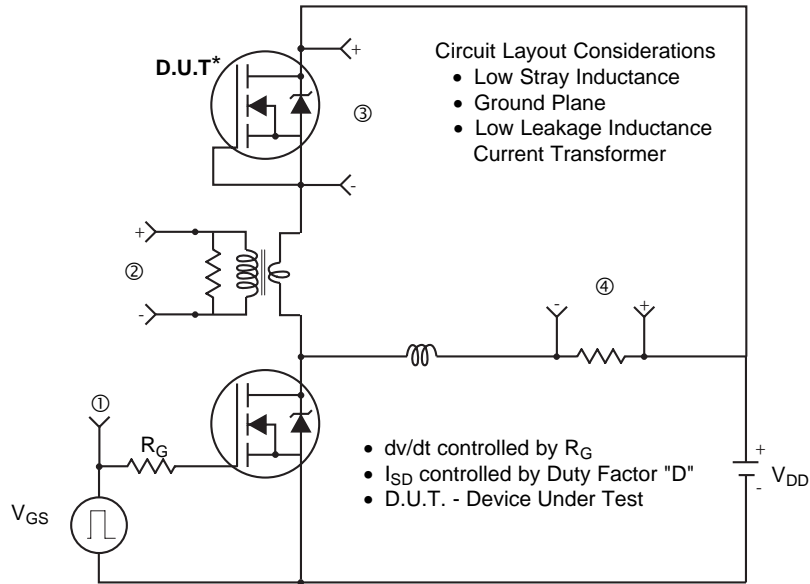 D.U.T*
+
Circuit Layout Considerations
• Low Stray Inductance
• Ground Plane
• Low Leakage Inductance
Current Transformer
③
-
+
②
-
④
-
+
①
RG
VGS
• dv/dt controlled by RG
• ISD controlled by Duty Factor "D"
• D.U.T. - Device Under Test
+
-
VDD